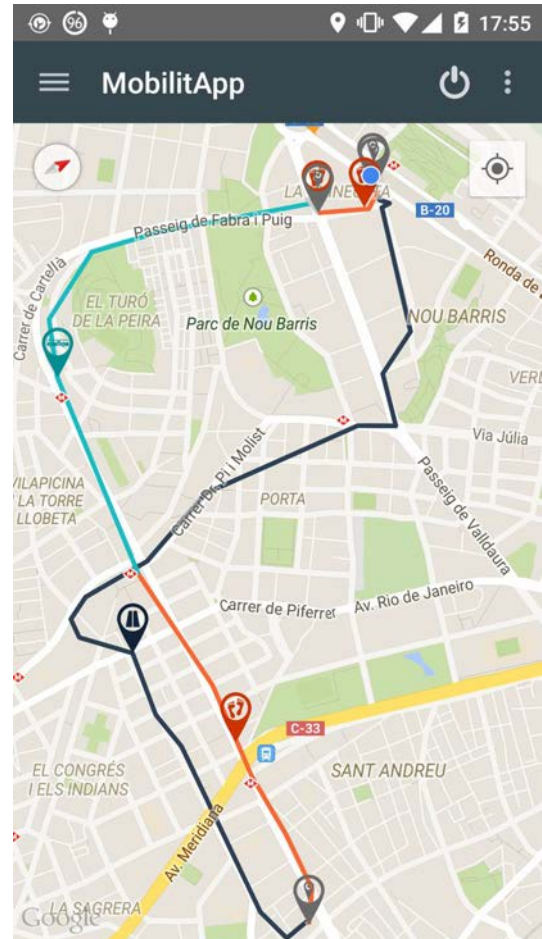 96
17:55
MobilitApp
B-20
Passeig de Fabra i Puig
Ronda de
Carrer de Cartellà
EL TURÓ
DE LA PEIRA
Parc de Nou Barris
NOU BARRIS
M
Via Júlia
VILAPICINA
LA TORRE
LLOBETA
Carrer Dr. Pi i Molist
PORTA
Passeig de Valldaura
Carrer de Piferrer
Av. Rio de Janeiro
C-33
EL CONGRÉS
I ELS INDIANS
SANT ANDREU
Av. Meridiana
LA SAGRERA
Google